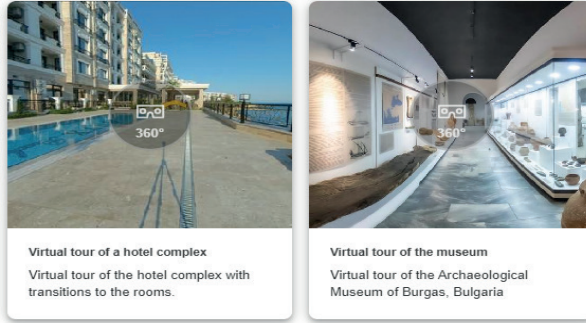 360°
Virtual tour of a hotel complex
Virtual tour of the hotel complex with
transitions to the rooms.
360°
Virtual tour of the museum
Virtual tour of the Archaeological
Museum of Burgas, Bulgaria